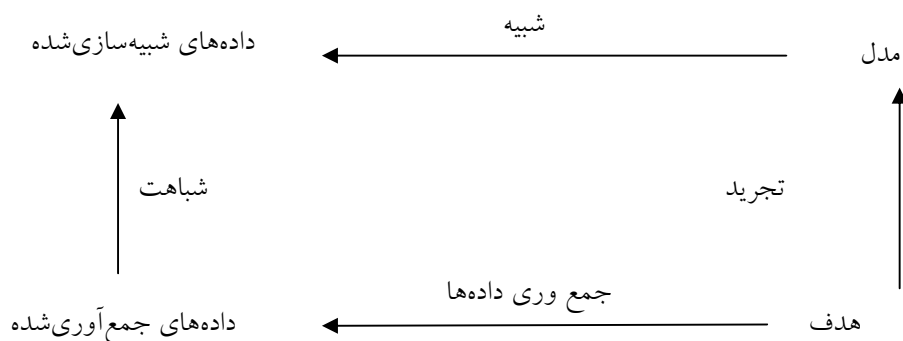 شبیه
مدل
داده‌های شبیه‌سازی‌شده
تجرید
شباهت
جمع وری داده‌ها
هدف
داده‌های جمع‌آوری‌شده